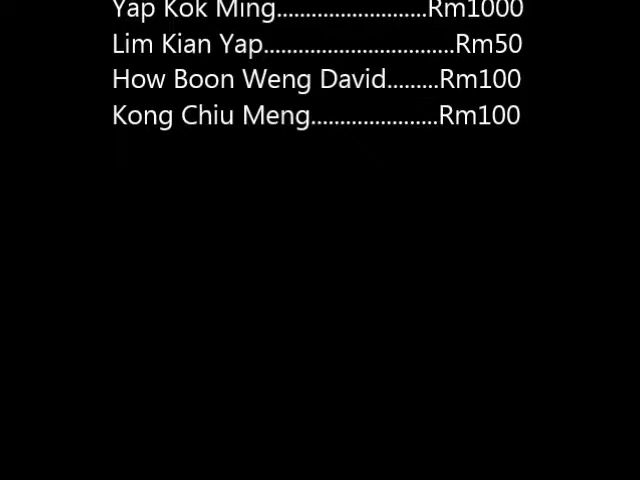 Yap Kok Ming..........................Rm1000
Lim Kian Yap.................................Rm50
How Boon Weng David.........Rm100
Kong Chiu Meng......................Rm100